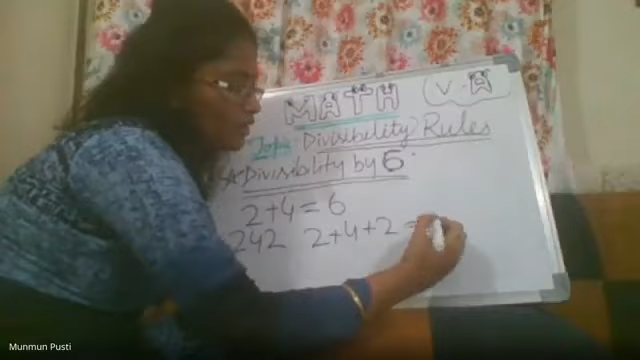 MATH V.A
Divisibility Rules
Divisibility by 6
2+4=6
242 2+4+2=
Munmun Pusti